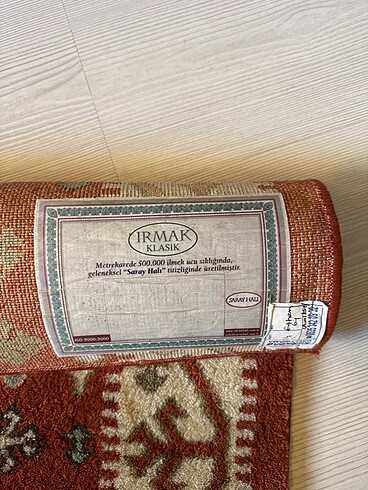 IRMAK
KLASİK
Metrekarede 500.000 ilmek ucu sıklığında,
geleneksel "Saray Halı" titizliğinde üretilmiştir.
SARAY HALI
ISO 9000:2000